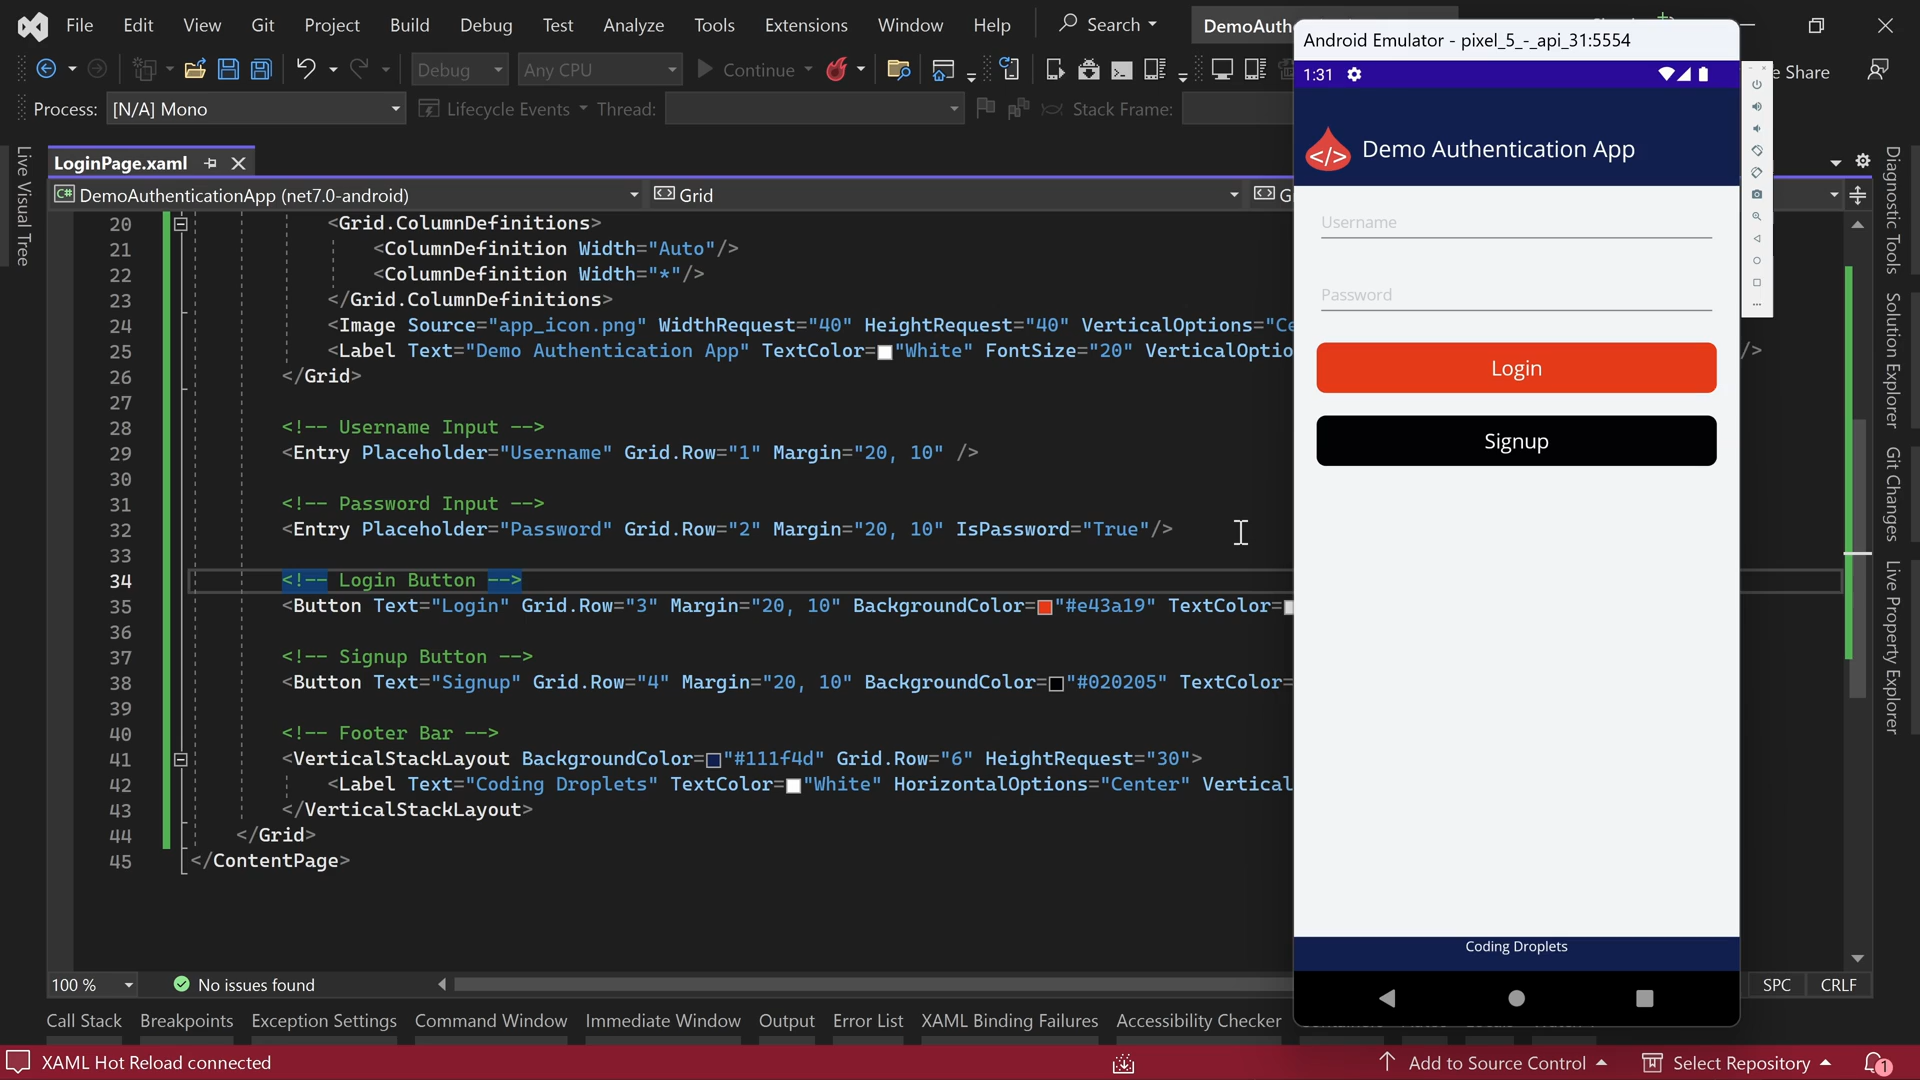 File Edit View Git Project Build Debug Test Analyze Tools Extensions Window Help Search DemoAuth
Debug Any CPU Continue Share
Process: [N/A] Mono Lifecycle Events Thread: Stack Frame:
LoginPage.xaml
DemoAuthenticationApp (net7.0-android) Grid G
20 <Grid.ColumnDefinitions>
21 <ColumnDefinition Width="Auto"/>
22 <ColumnDefinition Width="*"/>
23 </Grid.ColumnDefinitions>
24 <Image Source="app_icon.png" WidthRequest="40" HeightRequest="40" VerticalOptions="Ce
25 <Label Text="Demo Authentication App" TextColor="White" FontSize="20" VerticalOptio />
26 </Grid>
27
28 <!-- Username Input -->
29 <Entry Placeholder="Username" Grid.Row="1" Margin="20, 10" />
30
31 <!-- Password Input -->
32 <Entry Placeholder="Password" Grid.Row="2" Margin="20, 10" IsPassword="True"/>
33
34 <!-- Login Button -->
35 <Button Text="Login" Grid.Row="3" Margin="20, 10" BackgroundColor="#e43a19" TextColor=
36
37 <!-- Signup Button -->
38 <Button Text="Signup" Grid.Row="4" Margin="20, 10" BackgroundColor="#020205" TextColor=
39
40 <!-- Footer Bar -->
41 <VerticalStackLayout BackgroundColor="#111f4d" Grid.Row="6" HeightRequest="30">
42 <Label Text="Coding Droplets" TextColor="White" HorizontalOptions="Center" Vertical
43 </VerticalStackLayout>
44 </Grid>
45 </ContentPage>
100 % No issues found SPC CRLF
Call Stack Breakpoints Exception Settings Command Window Immediate Window Output Error List XAML Binding Failures Accessibility Checker
XAML Hot Reload connected Add to Source Control Select Repository 1
Live Visual Tree
Android Emulator - pixel_5_-_api_31:5554
1:31
</> Demo Authentication App
Username
Password
Login
Signup
Coding Droplets
Diagnostic Tools
Solution Explorer
Git Changes
Live Property Explorer